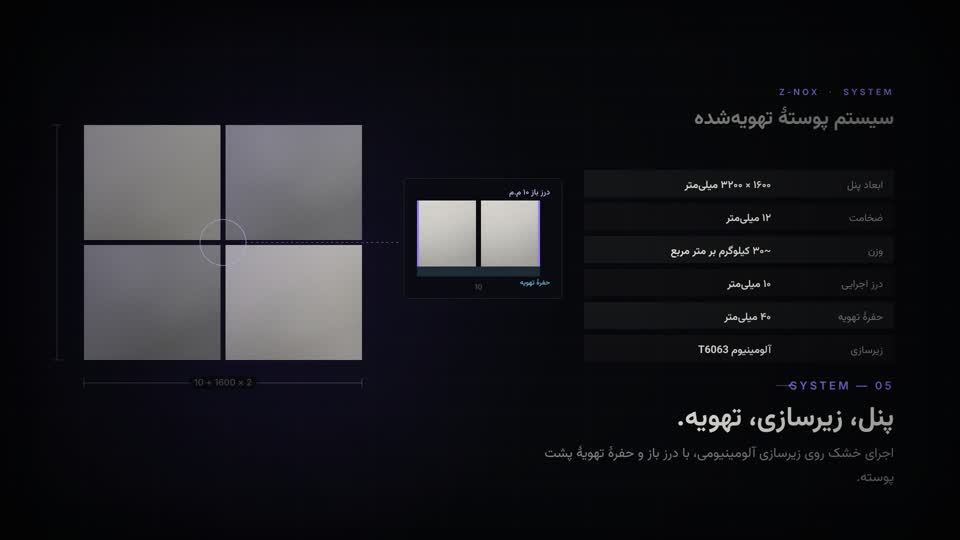 Z-NOX · SYSTEM
سیستم پوستهٔ تهویه‌شده
ابعاد پنل ۱۶۰۰ × ۳۲۰۰ میلی‌متر
ضخامت ۱۲ میلی‌متر
وزن ~۳۰ کیلوگرم بر متر مربع
درز اجرایی ۱۰ میلی‌متر
حفرهٔ تهویه ۴۰ میلی‌متر
زیرسازی آلومینیوم T6063
درز باز ۱۰ م.م
حفرهٔ تهویه
10
10 + 1600 × 2
SYSTEM — 05
پنل، زیرسازی، تهویه.
اجرای خشک روی زیرسازی آلومینیومی، با درز باز و حفرهٔ تهویهٔ پشت
پوسته.